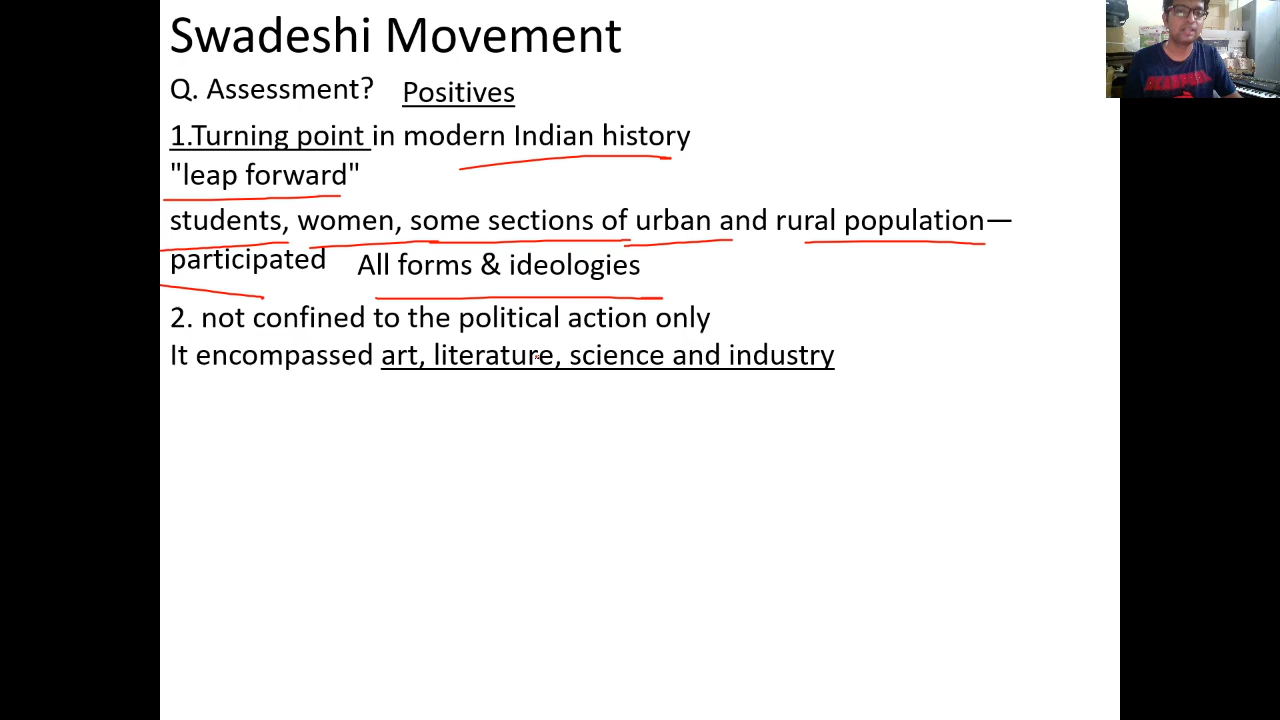 Swadeshi Movement
Q. Assessment? Positives
1.Turning point in modern Indian history
"leap forward"
students, women, some sections of urban and rural population—
participated All forms & ideologies
2. not confined to the political action only
It encompassed art, literature, science and industry